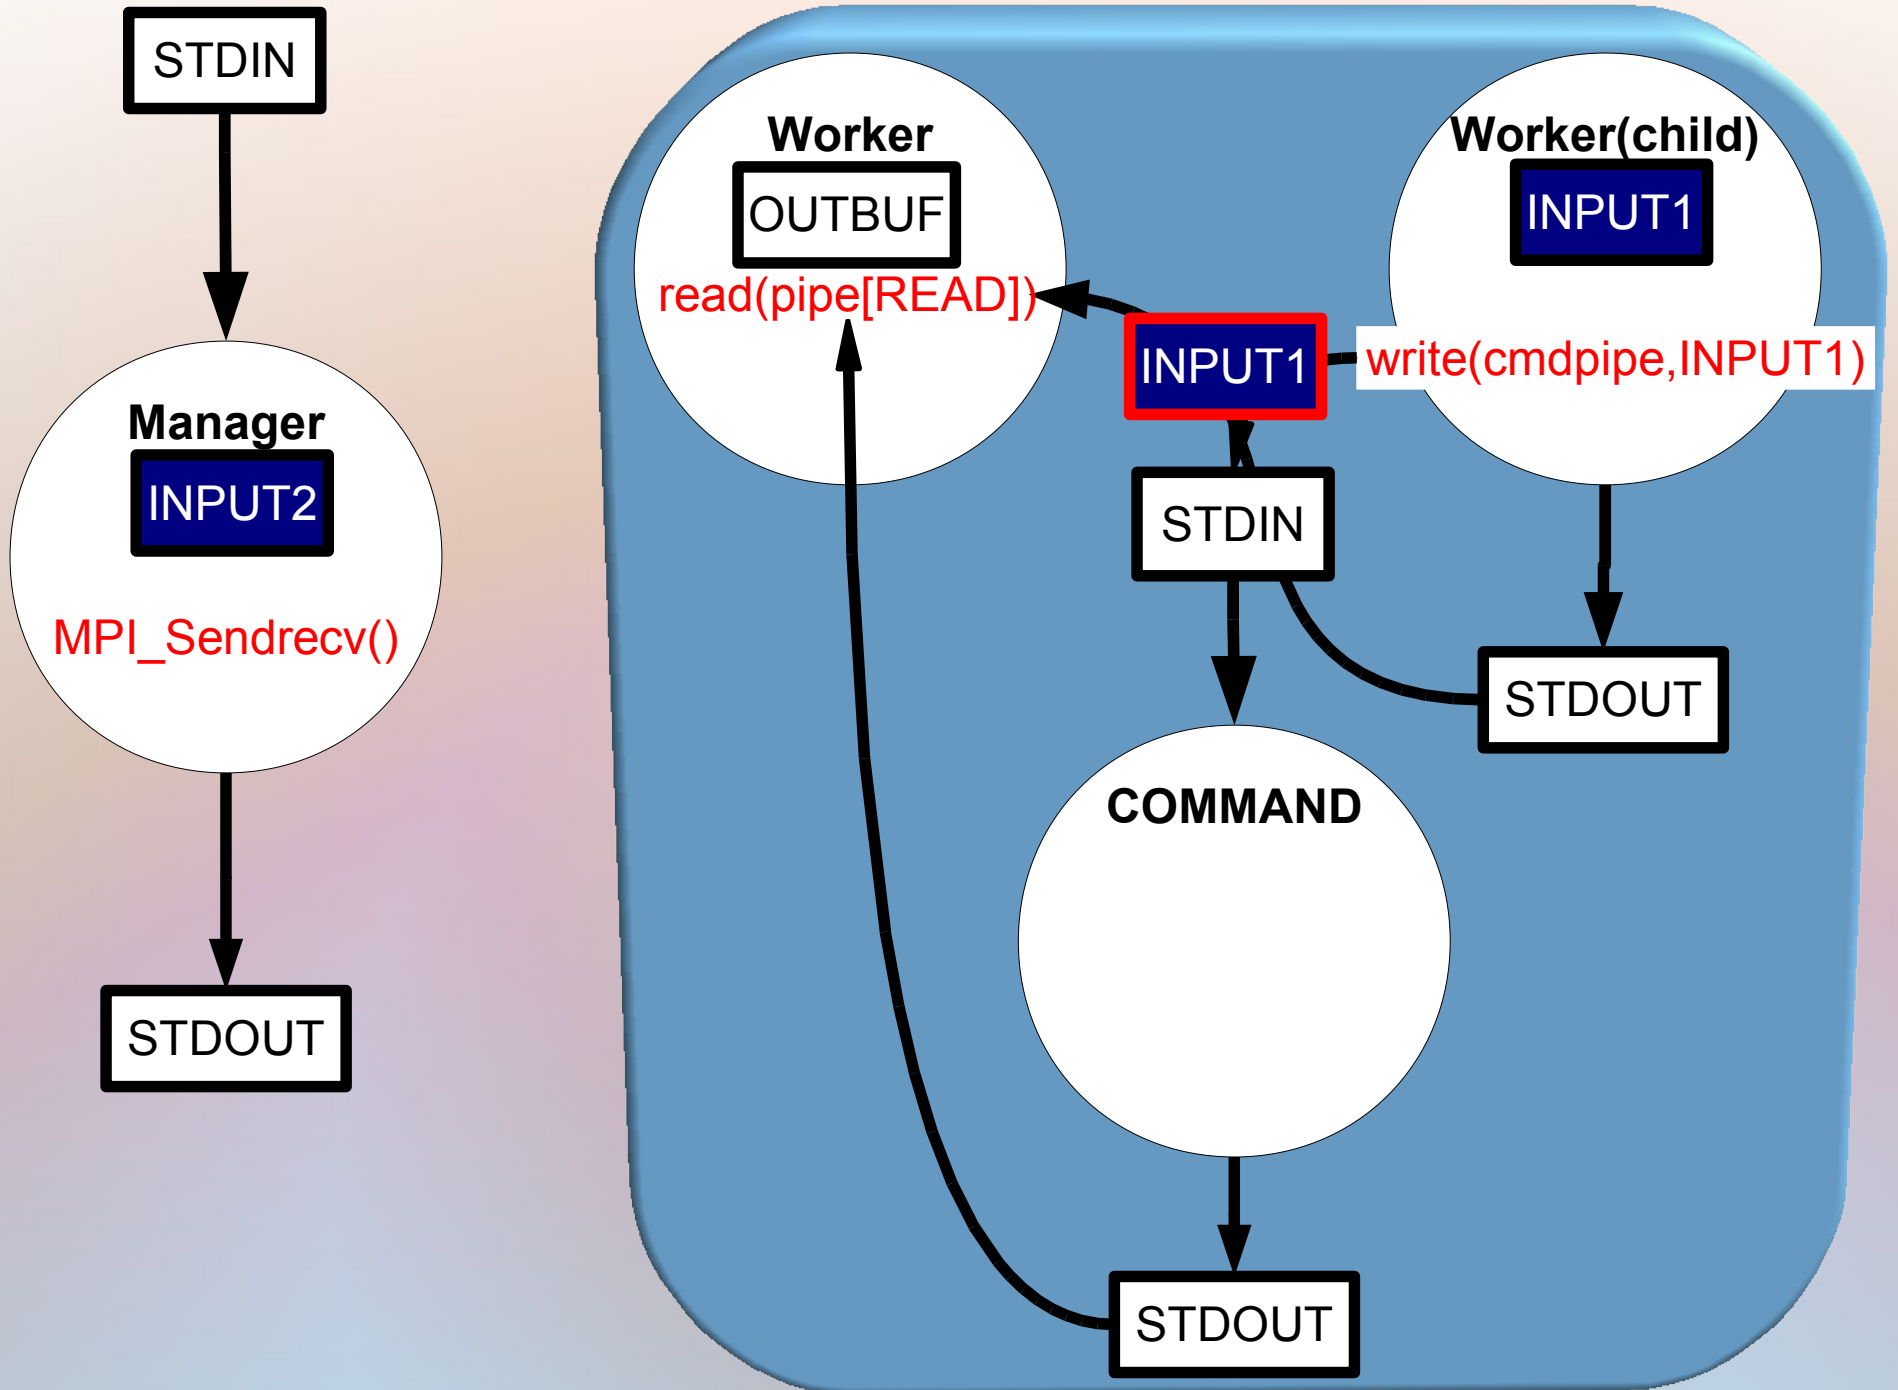 STDIN
Manager
INPUT2
MPI_Sendrecv()
STDOUT
Worker
OUTBUF
read(pipe[READ])
Worker(child)
INPUT1
write(cmdpipe,INPUT1)
INPUT1
STDIN
STDOUT
COMMAND
STDOUT